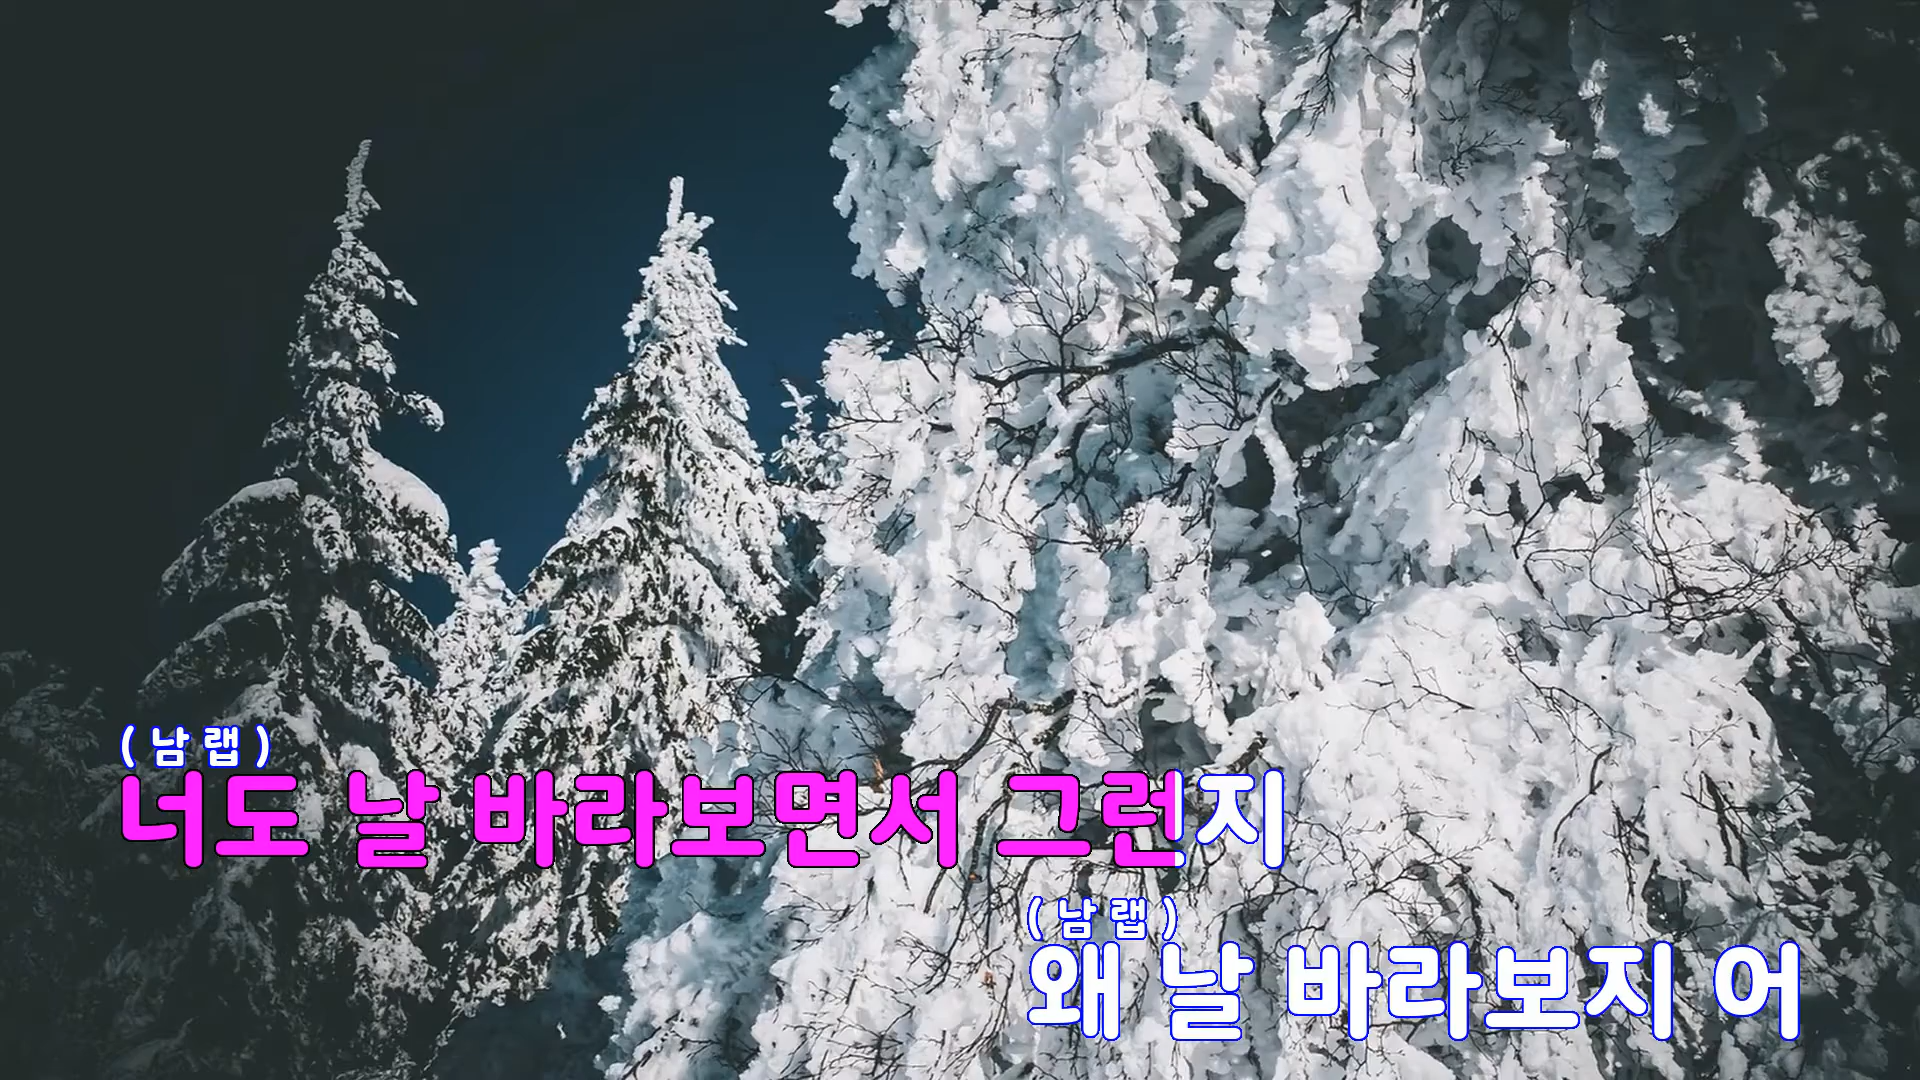 (남랩)
너도 날 바라보면서 그런지
(남랩)
왜 날 바라보지 어